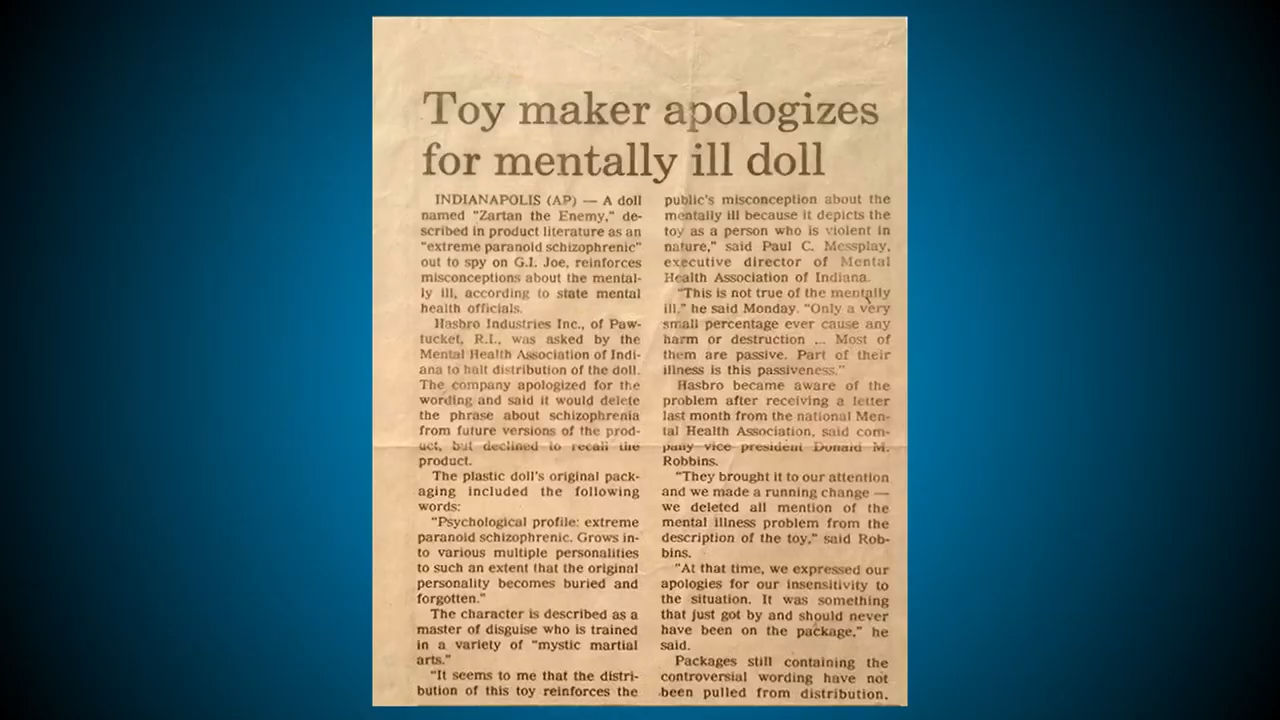 Toy maker apologizes
for mentally ill doll
INDIANAPOLIS (AP) — A doll
named "Zartan the Enemy," de-
scribed in product literature as an
"extreme paranoid schizophrenic"
out to spy on G.I. Joe, reinforces
misconceptions about the mental-
ly ill, according to state mental
health officials.
Hasbro Industries Inc., of Paw-
tucket, R.I., was asked by the
Mental Health Association of Indi-
ana to halt distribution of the doll.
The company apologized for the
wording and said it would delete
the phrase about schizophrenia
from future versions of the prod-
uct, but declined to recall the
product.
The plastic doll's original pack-
aging included the following
words:
"Psychological profile: extreme
paranoid schizophrenic. Grows in-
to various multiple personalities
to such an extent that the original
personality becomes buried and
forgotten."
The character is described as a
master of disguise who is trained
in a variety of "mystic martial
arts."
"It seems to me that the distri-
bution of this toy reinforces the
public's misconception about the
mentally ill because it depicts the
toy as a person who is violent in
nature," said Paul C. Messplay,
executive director of Mental
Health Association of Indiana.
"This is not true of the mentally
ill," he said Monday. "Only a very
small percentage ever cause any
harm or destruction ... Most of
them are passive. Part of their
illness is this passiveness."
Hasbro became aware of the
problem after receiving a letter
last month from the national Men-
tal Health Association, said com-
pany vice president Donald M.
Robbins.
"They brought it to our attention
and we made a running change —
we deleted all mention of the
mental illness problem from the
description of the toy," said Rob-
bins.
"At that time, we expressed our
apologies for our insensitivity to
the situation. It was something
that just got by and should never
have been on the package," he
said.
Packages still containing the
controversial wording have not
been pulled from distribution.